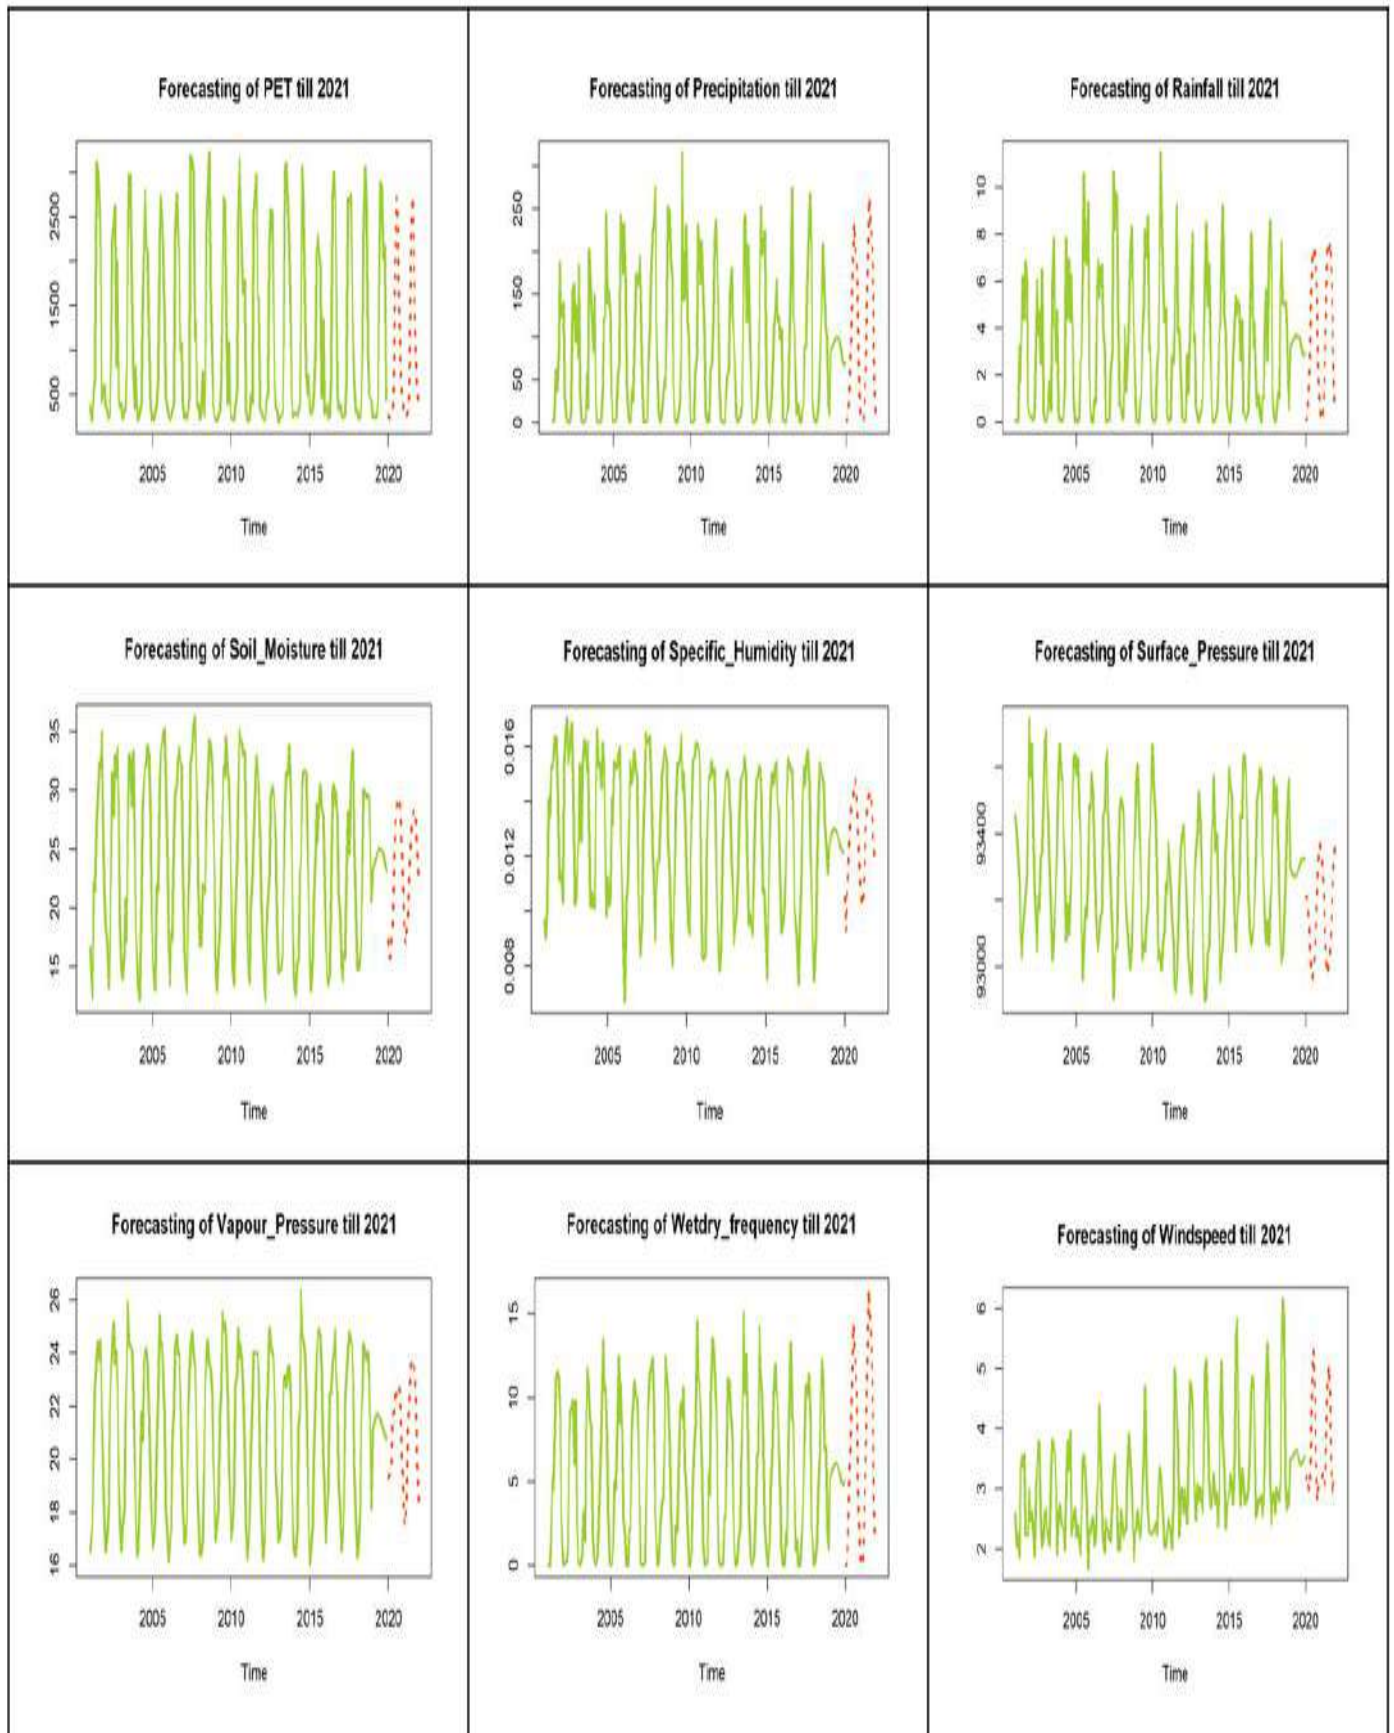 Forecasting of PET till 2021
500
1500
2500
2005 2010 2015 2020
Time
Forecasting of Precipitation till 2021
0
50
150
250
2005 2010 2015 2020
Time
Forecasting of Rainfall till 2021
0
2
4
6
8
10
2005 2010 2015 2020
Time
Forecasting of Soil_Moisture till 2021
15
20
25
30
35
2005 2010 2015 2020
Time
Forecasting of Specific_Humidity till 2021
0.008
0.012
0.016
2005 2010 2015 2020
Time
Forecasting of Surface_Pressure till 2021
93000
93400
2005 2010 2015 2020
Time
Forecasting of Vapour_Pressure till 2021
16
18
20
22
24
26
2005 2010 2015 2020
Time
Forecasting of Wetdry_frequency till 2021
0
5
10
15
2005 2010 2015 2020
Time
Forecasting of Windspeed till 2021
2
3
4
5
6
2005 2010 2015 2020
Time